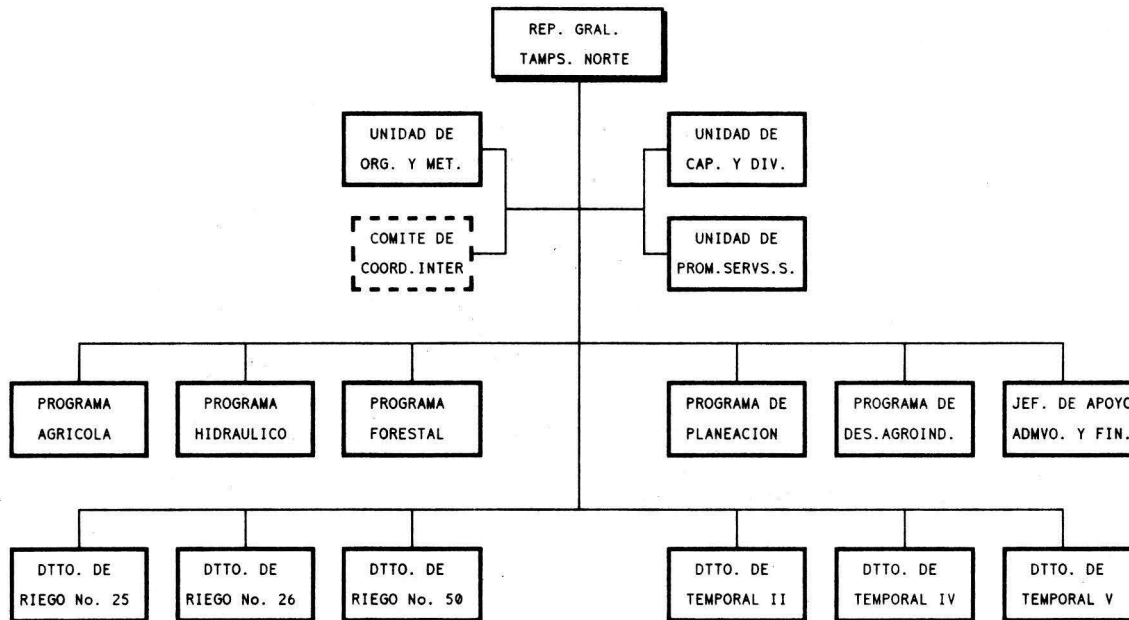 REP. GRAL.
TAMPS. NORTE
UNIDAD DE
ORG. Y MET.
UNIDAD DE
CAP. Y DIV.
COMITE DE
COORD.INTER
UNIDAD DE
PROM.SERVS.S.
PROGRAMA
AGRICOLA
PROGRAMA
HIDRAULICO
PROGRAMA
FORESTAL
PROGRAMA DE
PLANEACION
PROGRAMA DE
DES.AGROIND.
JEF. DE APOYO
ADMVO. Y FIN.
DTTO. DE
RIEGO No. 25
DTTO. DE
RIEGO No. 26
DTTO. DE
RIEGO No. 50
DTTO. DE
TEMPORAL II
DTTO. DE
TEMPORAL IV
DTTO. DE
TEMPORAL V